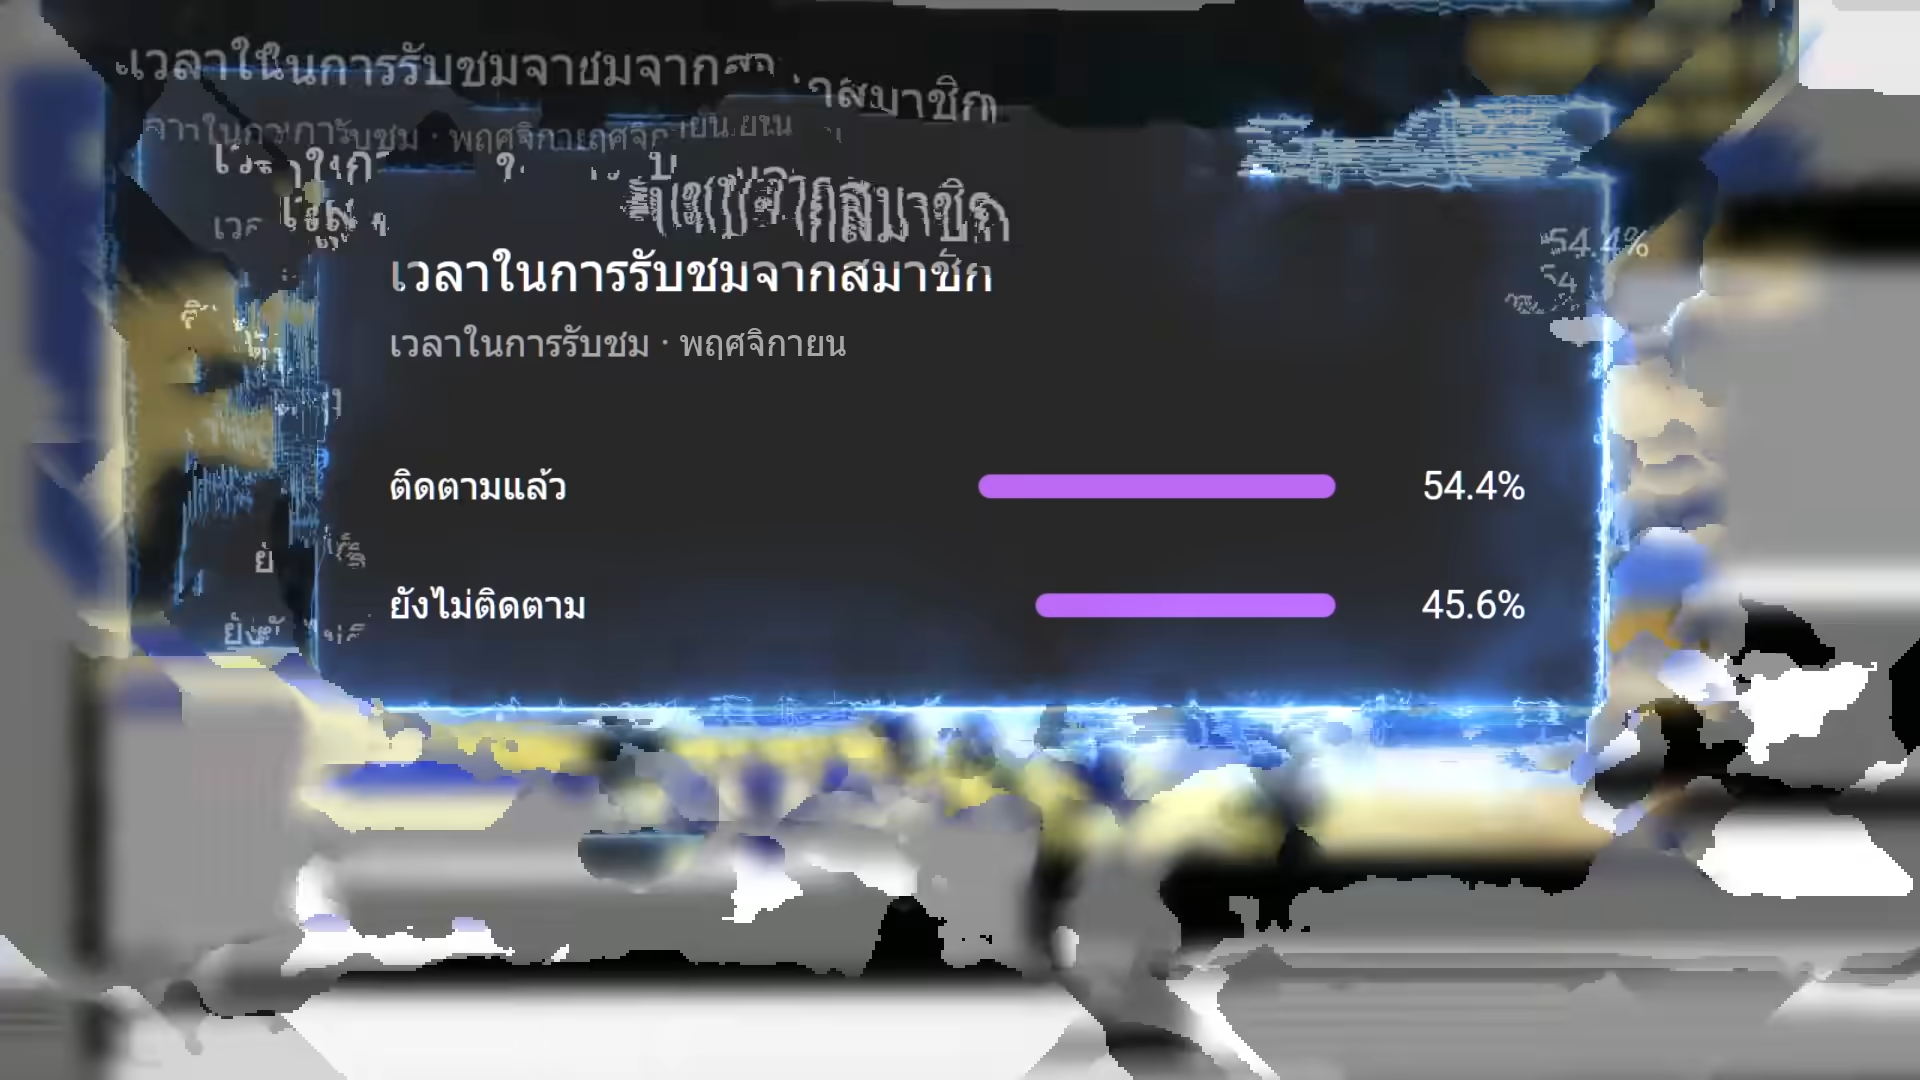 เวลาในการรับชมจากสมาชิก
เวลาในการรับชม · พฤศจิกายน
ติดตามแล้ว 54.4%
ยังไม่ติดตาม 45.6%